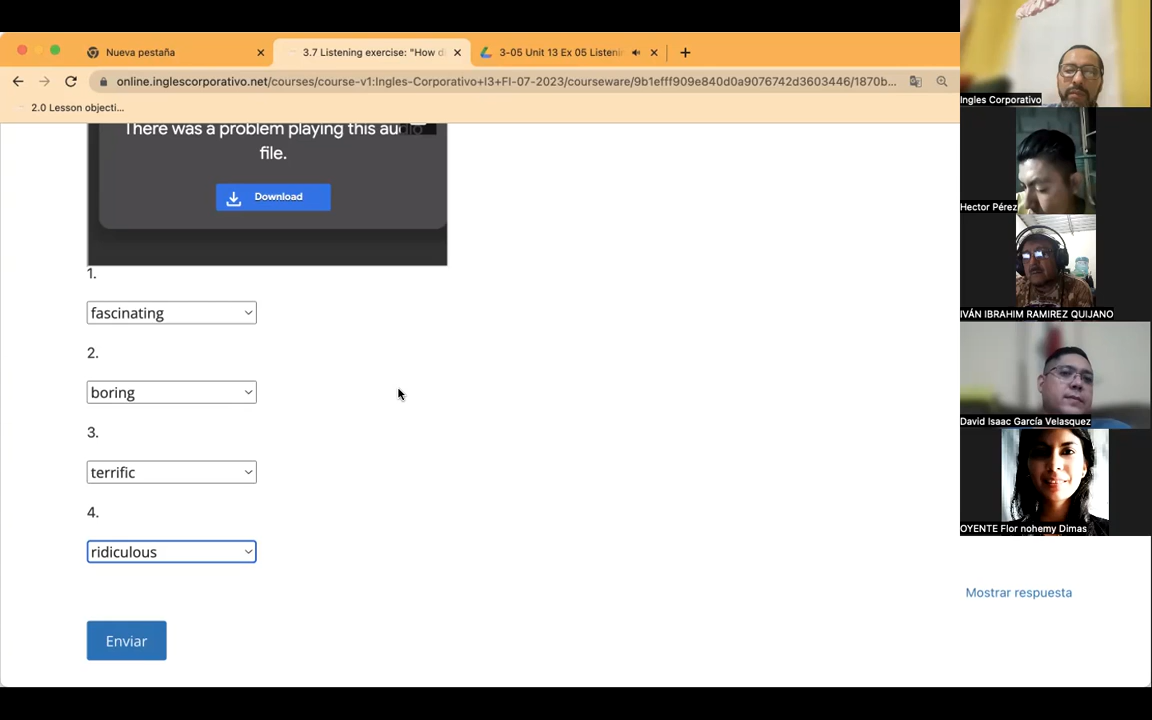 Nueva pestaña
3.7 Listening exercise: "How d
3-05 Unit 13 Ex 05 Listenin
online.inglescorporativo.net/courses/course-v1:Ingles-Corporativo+I3+FI-07-2023/courseware/9b1efff909e840d0a9076742d3603446/1870b...
2.0 Lesson objecti...
There was a problem playing this audio
file.
Download
1.
fascinating
2.
boring
3.
terrific
4.
ridiculous
Enviar
Mostrar respuesta
Ingles Corporativo
Hector Pérez
IVÁN IBRAHIM RAMIREZ QUIJANO
David Isaac García Velasquez
OYENTE Flor nohemy Dimas